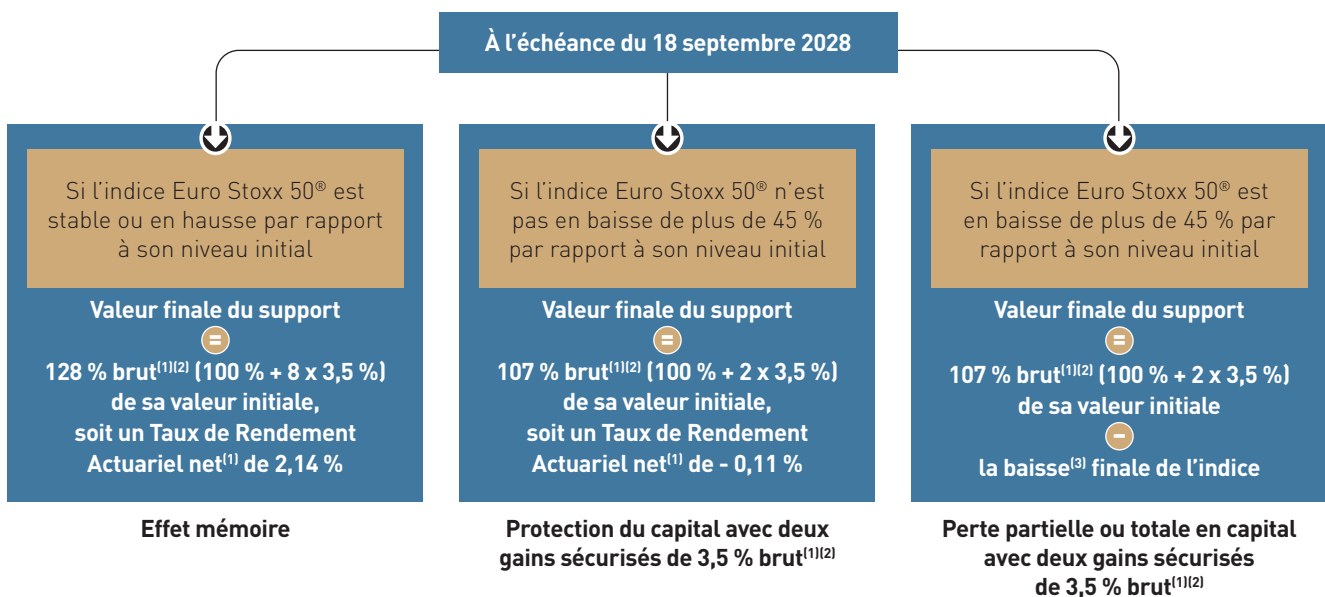 À l’échéance du 18 septembre 2028
Si l’indice Euro Stoxx 50® est
stable ou en hausse par rapport
à son niveau initial
Valeur finale du support
=
128 % brut(1)(2) (100 % + 8 x 3,5 %)
de sa valeur initiale,
soit un Taux de Rendement
Actuariel net(1) de 2,14 %
Effet mémoire
Si l’indice Euro Stoxx 50® n’est
pas en baisse de plus de 45 %
par rapport à son niveau initial
Valeur finale du support
=
107 % brut(1)(2) (100 % + 2 x 3,5 %)
de sa valeur initiale,
soit un Taux de Rendement
Actuariel net(1) de - 0,11 %
Protection du capital avec deux
gains sécurisés de 3,5 % brut(1)(2)
Si l’indice Euro Stoxx 50® est
en baisse de plus de 45 % par
rapport à son niveau initial
Valeur finale du support
=
107 % brut(1)(2) (100 % + 2 x 3,5 %)
de sa valeur initiale
-
la baisse(3) finale de l’indice
Perte partielle ou totale en capital
avec deux gains sécurisés
de 3,5 % brut(1)(2)